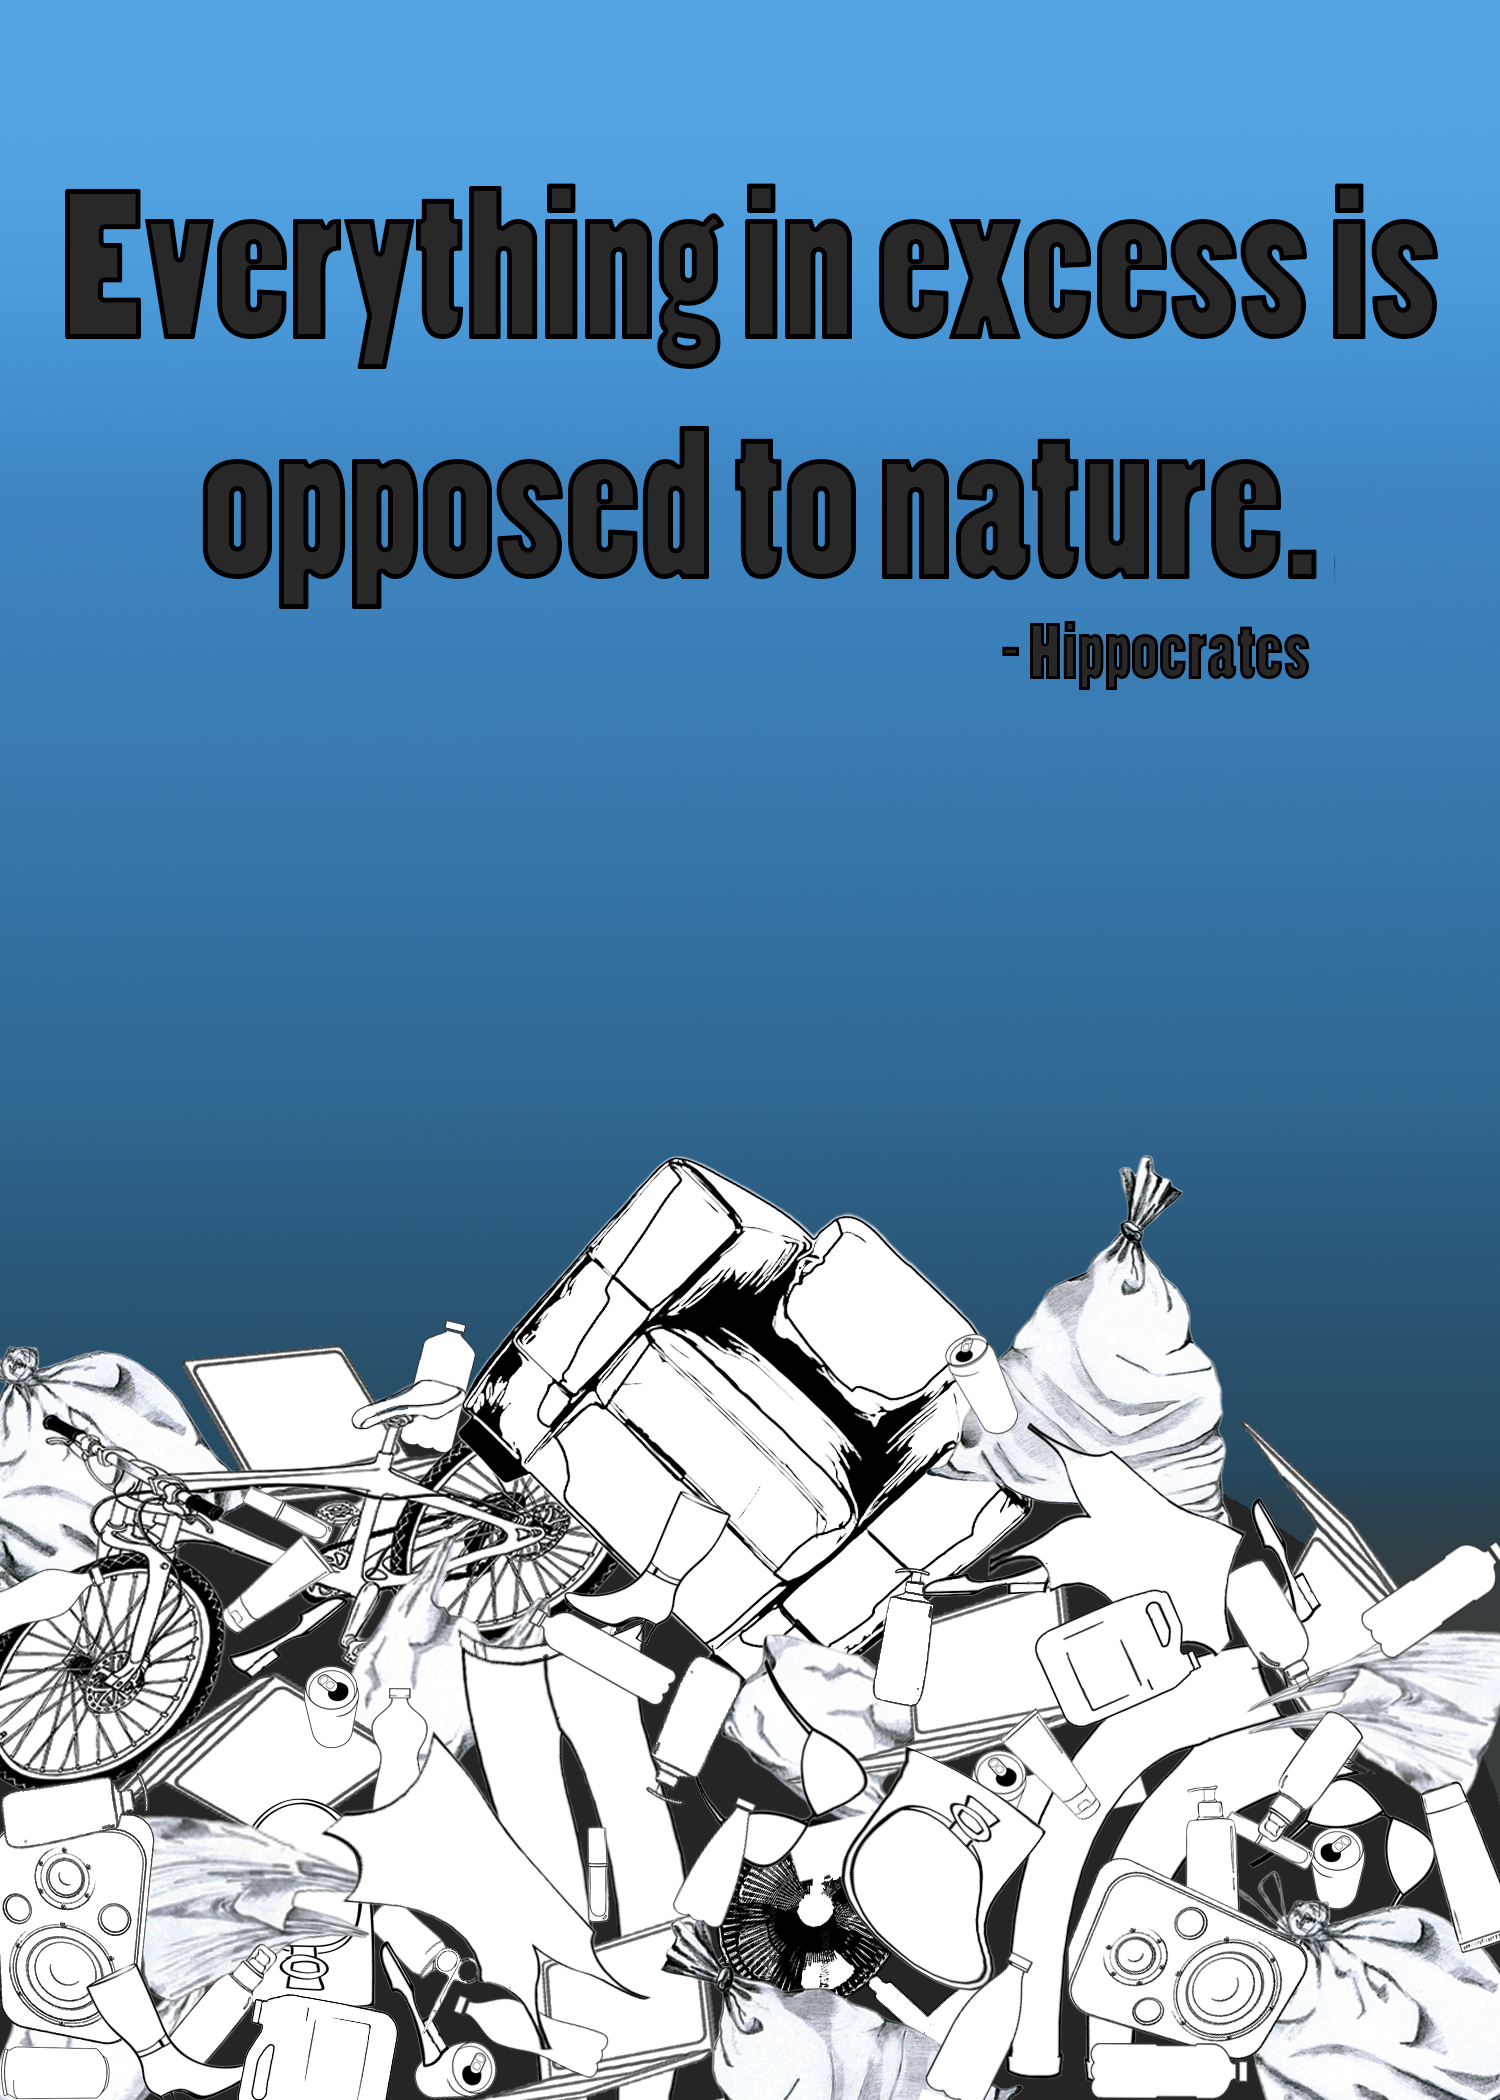 Everything in excess is
opposed to nature.
- Hippocrates